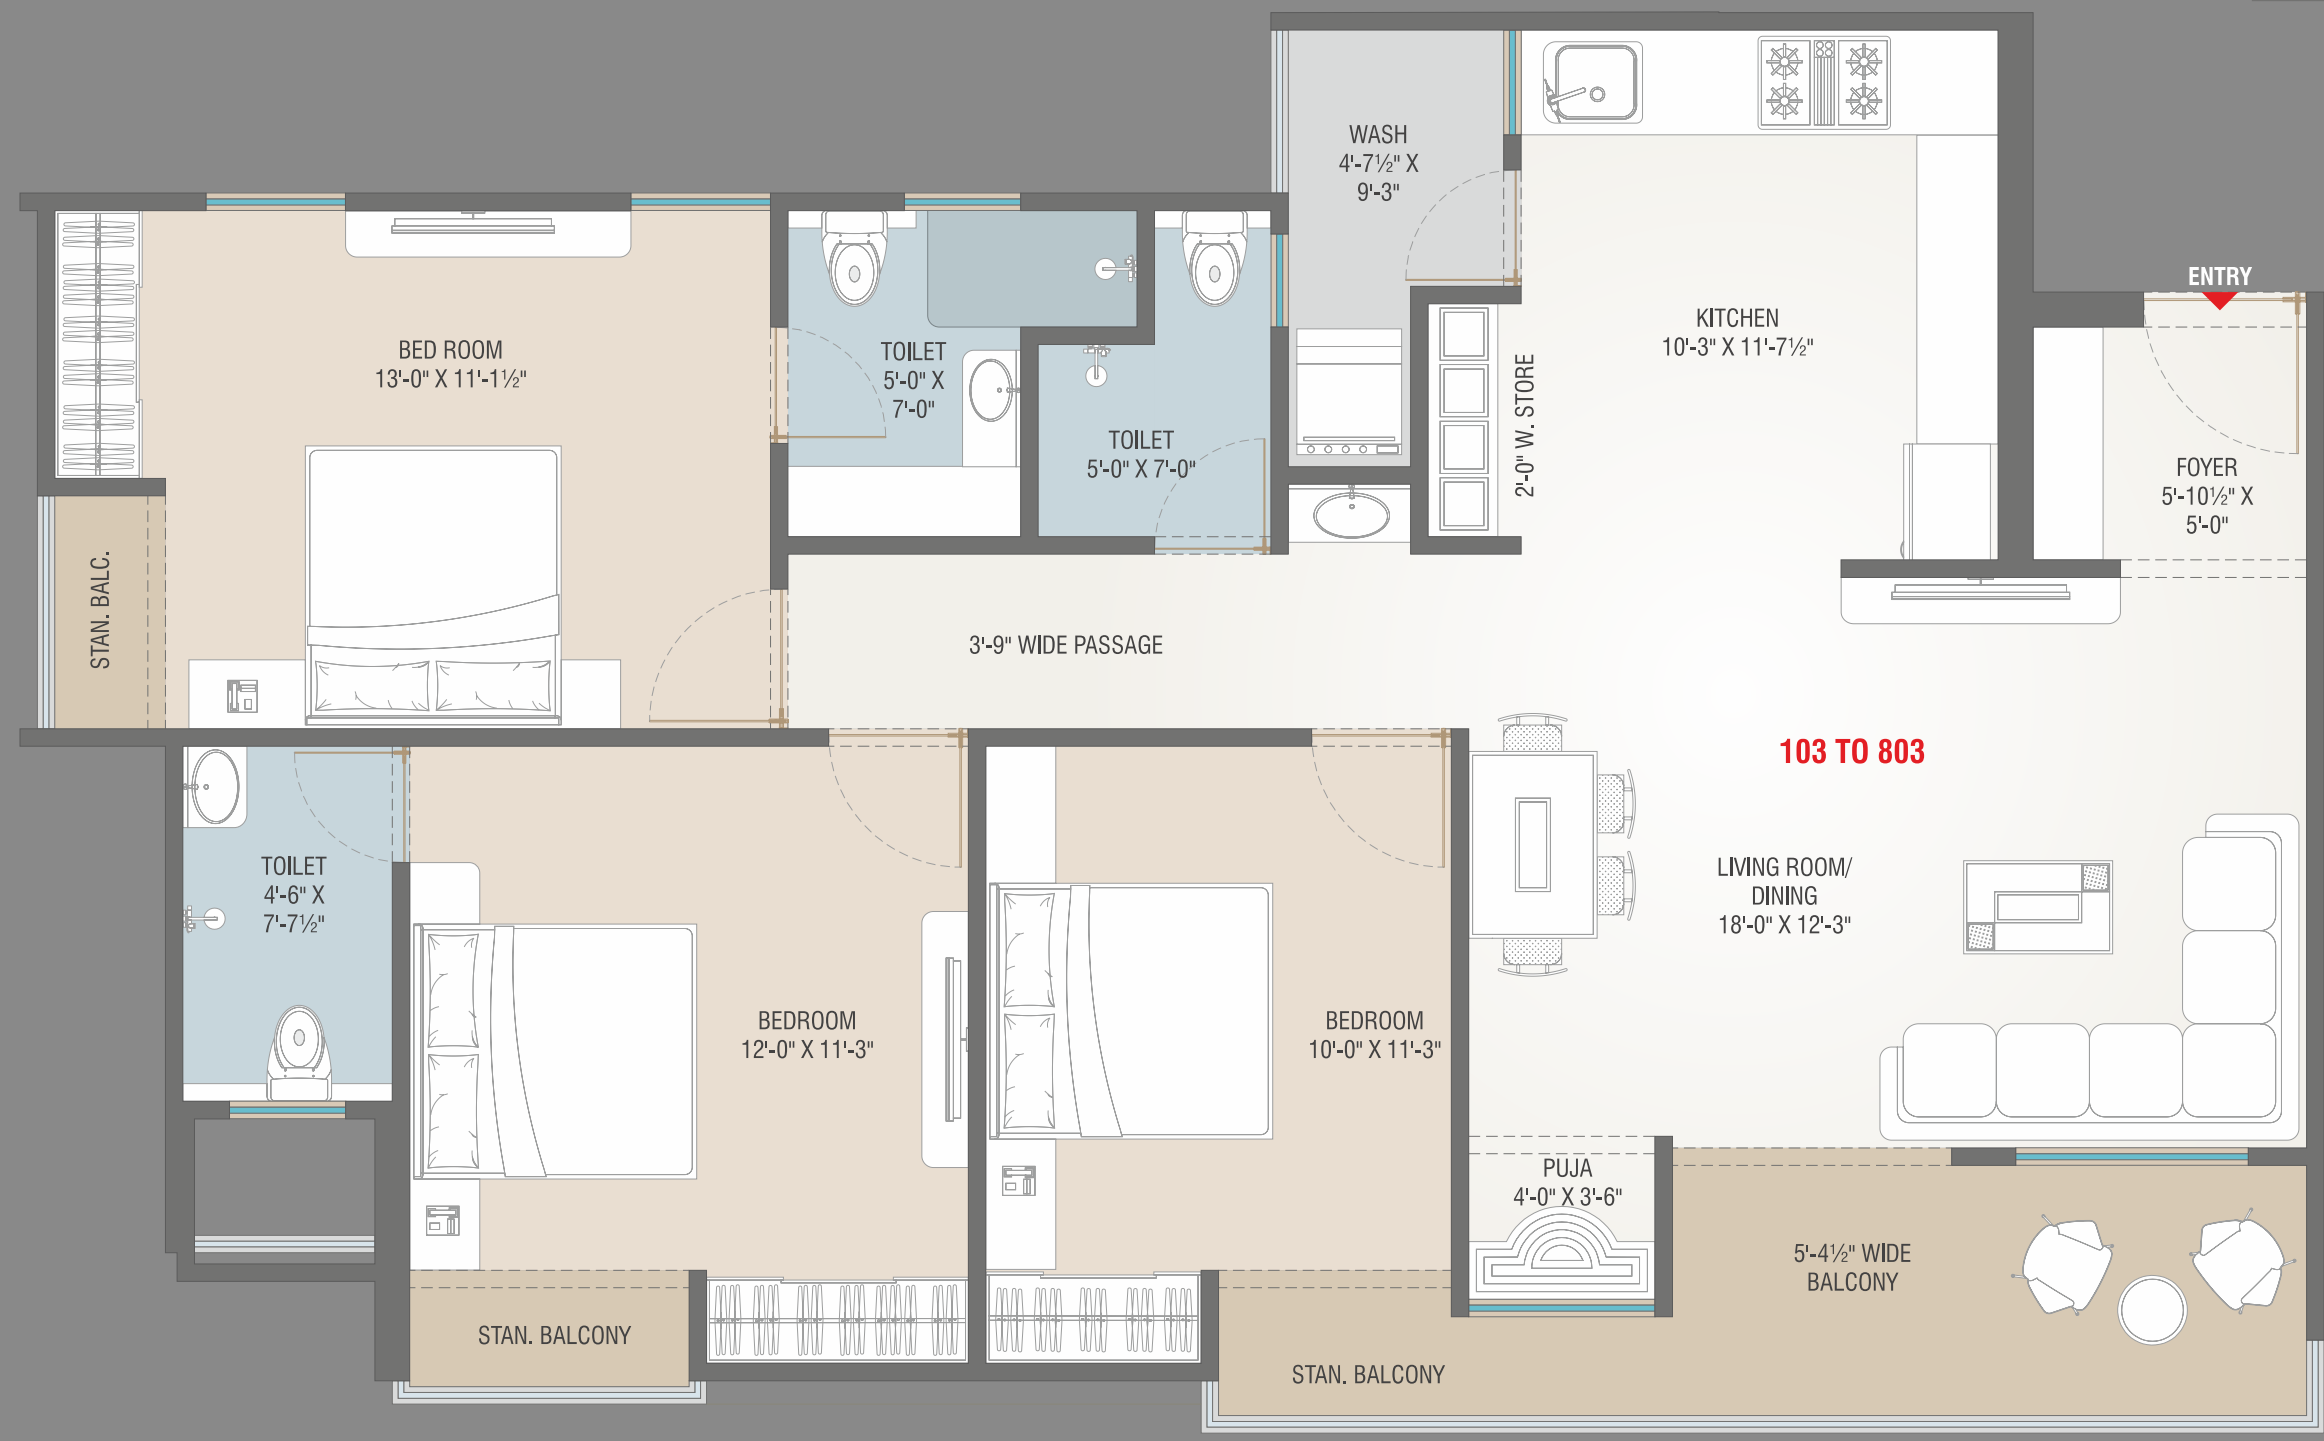 WASH
4'-7½" X
9'-3"
ENTRY
KITCHEN
10'-3" X 11'-7½"
BED ROOM
13'-0" X 11'-1½"
TOILET
5'-0" X
7'-0"
TOILET
5'-0" X 7'-0"
2'-0" W. STORE
FOYER
5'-10½" X
5'-0"
STAN. BALC.
3'-9" WIDE PASSAGE
103 TO 803
TOILET
4'-6" X
7'-7½"
LIVING ROOM/
DINING
18'-0" X 12'-3"
BEDROOM
12'-0" X 11'-3"
BEDROOM
10'-0" X 11'-3"
PUJA
4'-0" X 3'-6"
5'-4½" WIDE
BALCONY
STAN. BALCONY
STAN. BALCONY